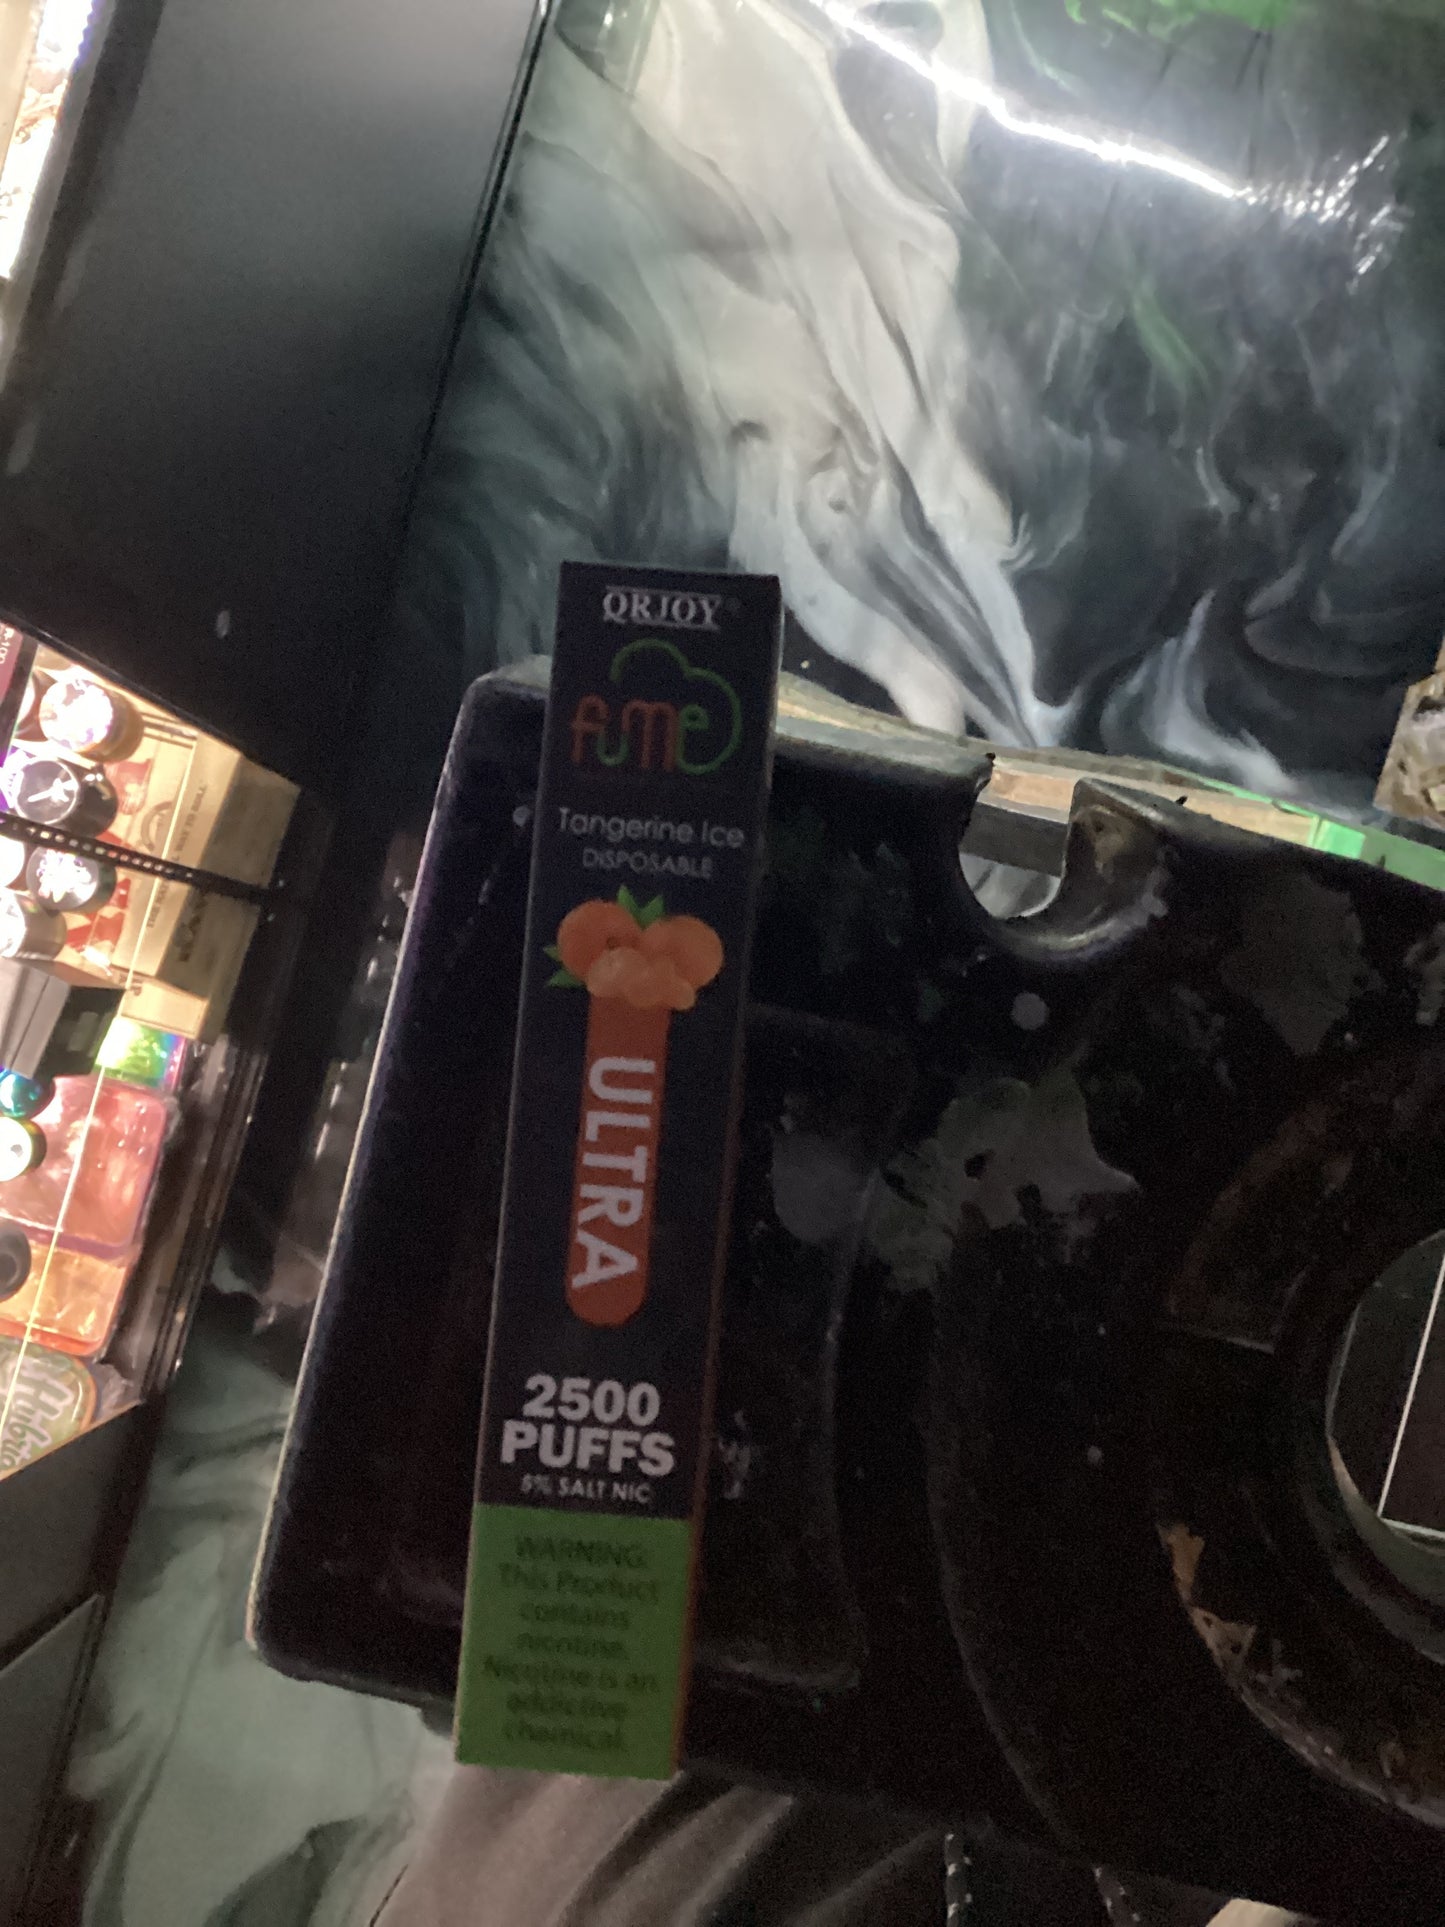 QRJOY
fume
Tangerine Ice
DISPOSABLE
ULTRA
2500
PUFFS
5% SALT NIC
WARNING:
This Product
contains
nicotine.
Nicotine is an
addictive
chemical.